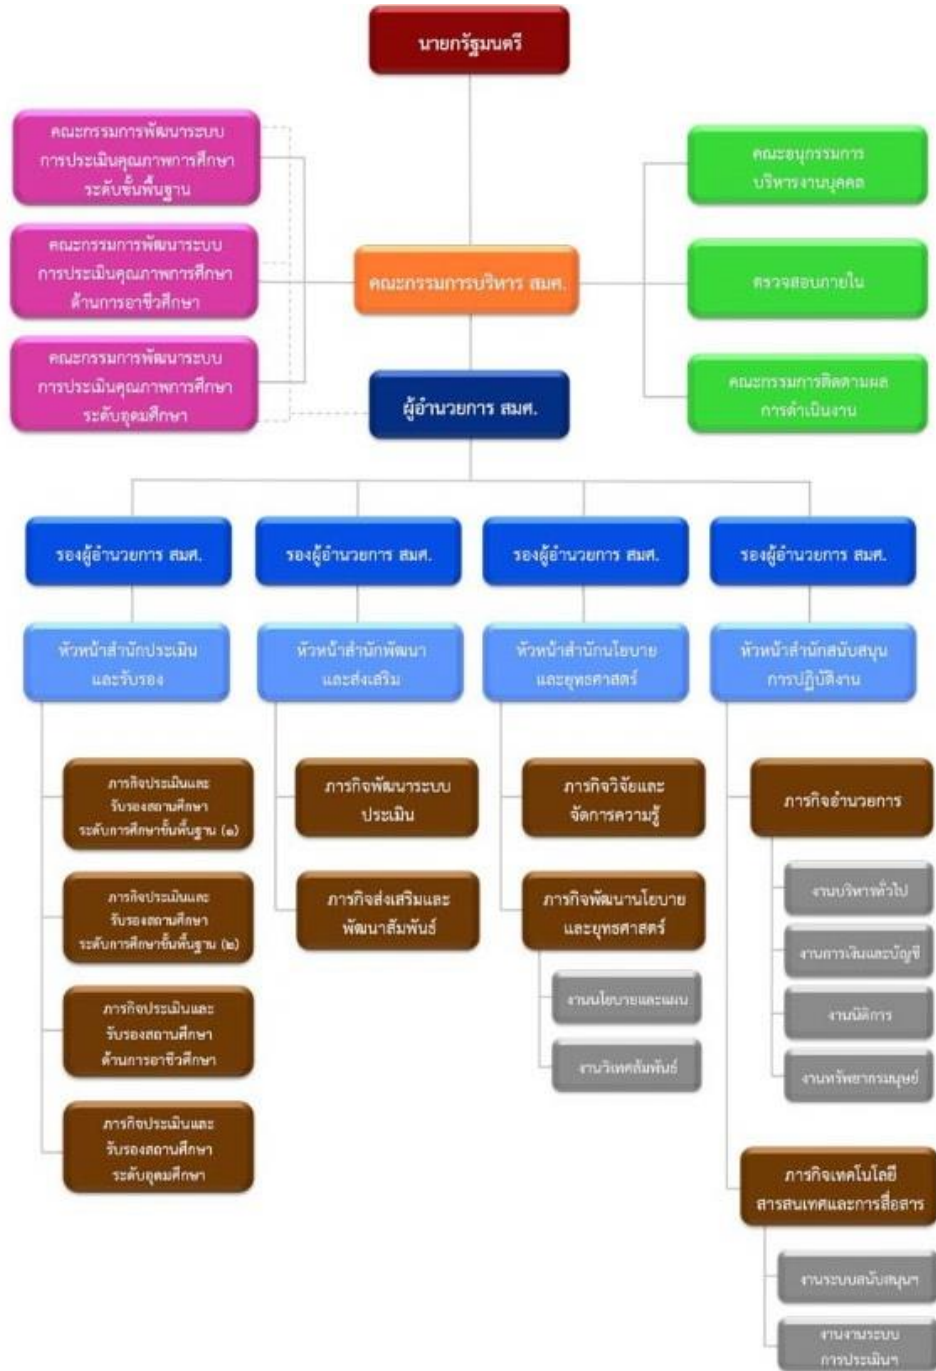 นายกรัฐมนตรี
คณะกรรมการพัฒนาระบบ
การประเมินคุณภาพการศึกษา
ระดับขั้นพื้นฐาน
คณะกรรมการพัฒนาระบบ
การประเมินคุณภาพการศึกษา
ด้านการอาชีวศึกษา
คณะกรรมการพัฒนาระบบ
การประเมินคุณภาพการศึกษา
ระดับอุดมศึกษา
คณะกรรมการบริหาร สมศ.
ผู้อำนวยการ สมศ.
คณะอนุกรรมการ
บริหารงานบุคคล
ตรวจสอบภายใน
คณะกรรมการติดตามผล
การดำเนินงาน
รองผู้อำนวยการ สมศ.
รองผู้อำนวยการ สมศ.
รองผู้อำนวยการ สมศ.
รองผู้อำนวยการ สมศ.
หัวหน้าสำนักประเมิน
และรับรอง
หัวหน้าสำนักพัฒนา
และส่งเสริม
หัวหน้าสำนักนโยบาย
และยุทธศาสตร์
หัวหน้าสำนักสนับสนุน
การปฏิบัติงาน
ภารกิจประเมินและ
รับรองสถานศึกษา
ระดับการศึกษาขั้นพื้นฐาน (๑)
ภารกิจประเมินและ
รับรองสถานศึกษา
ระดับการศึกษาขั้นพื้นฐาน (๒)
ภารกิจประเมินและ
รับรองสถานศึกษา
ด้านการอาชีวศึกษา
ภารกิจประเมินและ
รับรองสถานศึกษา
ระดับอุดมศึกษา
ภารกิจพัฒนาระบบ
ประเมิน
ภารกิจส่งเสริมและ
พัฒนาสัมพันธ์
ภารกิจวิจัยและ
จัดการความรู้
ภารกิจพัฒนานโยบาย
และยุทธศาสตร์
งานนโยบายและแผน
งานวิเทศสัมพันธ์
ภารกิจอำนวยการ
งานบริหารทั่วไป
งานการเงินและบัญชี
งานนิติการ
งานทรัพยากรมนุษย์
ภารกิจเทคโนโลยี
สารสนเทศและการสื่อสาร
งานระบบสนับสนุนฯ
งานงานระบบ
การประเมินฯ